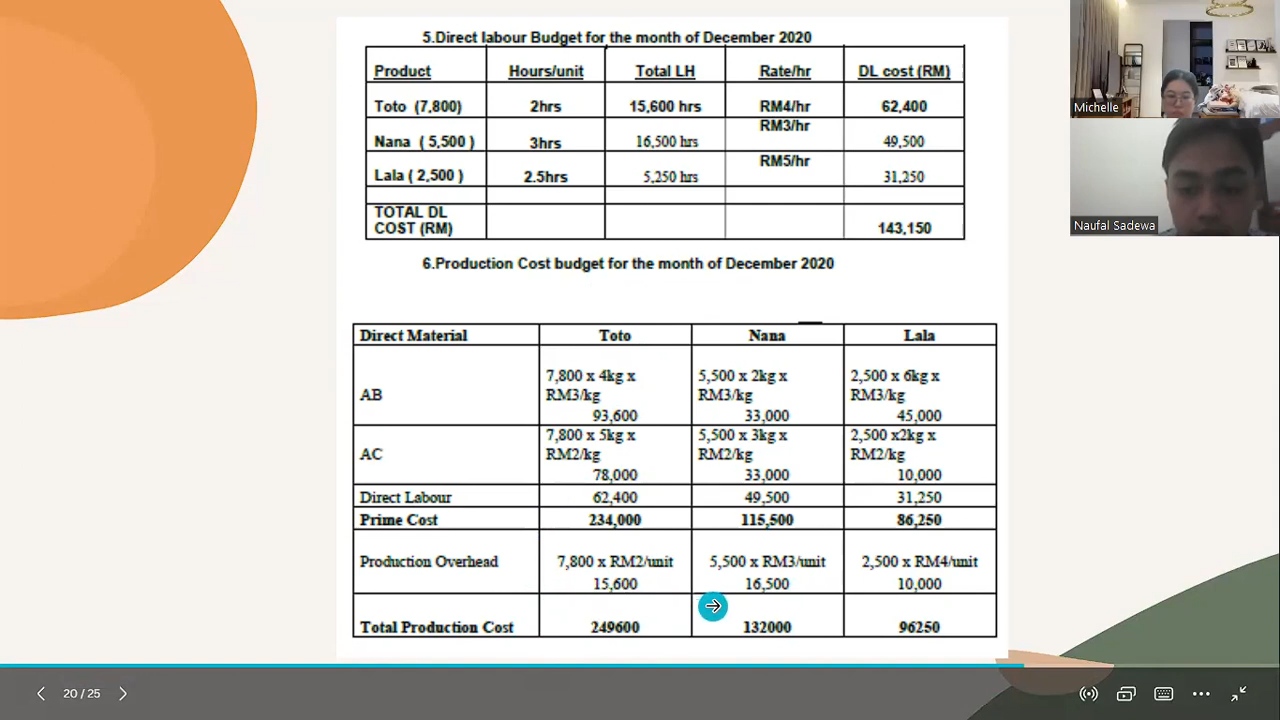 5.Direct labour Budget for the month of December 2020
Product Hours/unit Total LH Rate/hr DL cost (RM)
Toto (7,800) 2hrs 15,600 hrs RM4/hr 62,400
Nana ( 5,500 ) 3hrs 16,500 hrs RM3/hr 49,500
Lala ( 2,500 ) 2.5hrs 5,250 hrs RM5/hr 31,250
TOTAL DL
COST (RM) 143,150
6.Production Cost budget for the month of December 2020
Direct Material Toto Nana Lala
7,800 x 4kg x 5,500 x 2kg x 2,500 x 6kg x
AB RM3/kg RM3/kg RM3/kg
93,600 33,000 45,000
7,800 x 5kg x 5,500 x 3kg x 2,500 x2kg x
AC RM2/kg RM2/kg RM2/kg
78,000 33,000 10,000
Direct Labour 62,400 49,500 31,250
Prime Cost 234,000 115,500 86,250
Production Overhead 7,800 x RM2/unit 5,500 x RM3/unit 2,500 x RM4/unit
15,600 16,500 10,000
Total Production Cost 249600 132000 96250
Michelle
Naufal Sadewa
20 / 25